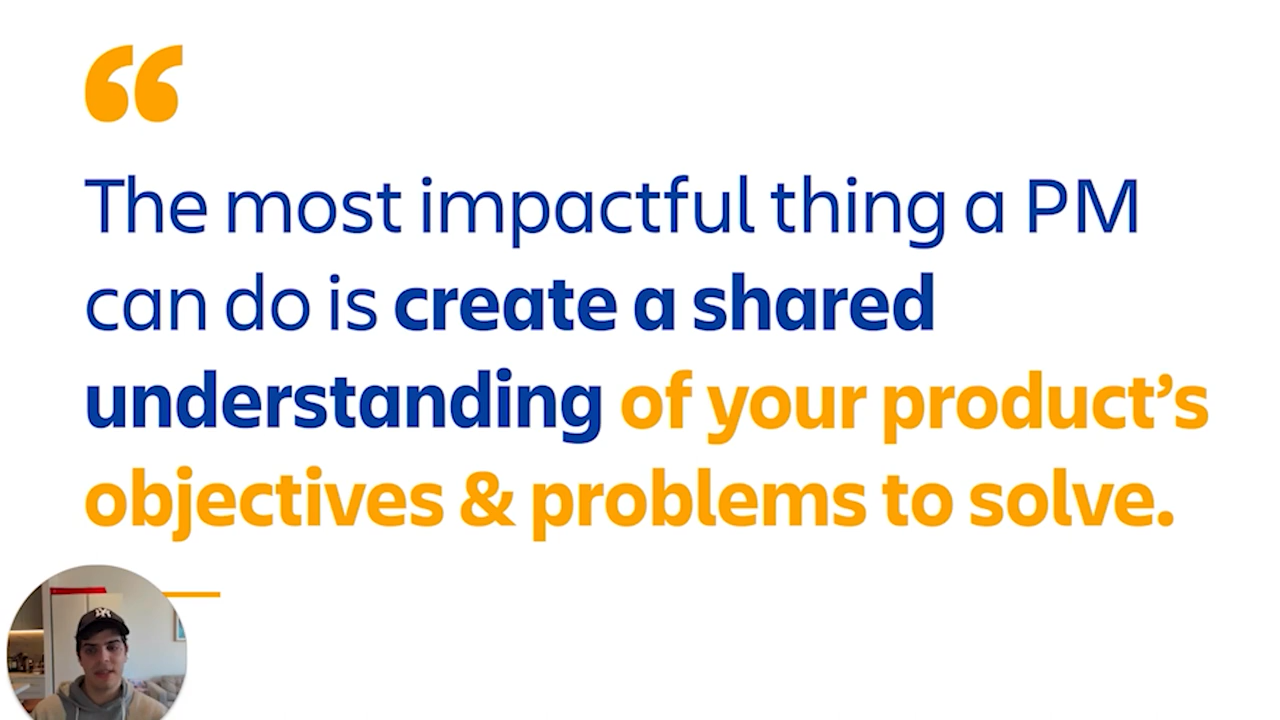 “
The most impactful thing a PM
can do is create a shared
understanding of your product’s
objectives & problems to solve.